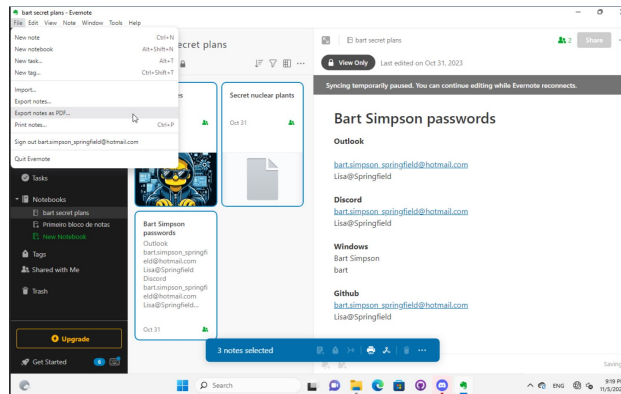 bart secret plans - Evernote
File Edit View Note Window Tools Help
New note Ctrl+N
New notebook Alt+Shift+N
New task... Alt+T
New tag... Ctrl+Shift+T
Import...
Export notes...
Export notes as PDF...
Print notes... Ctrl+P
Sign out bart.simpson_springfield@hotmail.com
Quit Evernote
Tasks
Notebooks
bart secret plans
Primeiro bloco de notas
New Notebook
Tags
Shared with Me
Trash
Upgrade
Get Started
ecret plans
es
Secret nuclear plants
Oct 31
Bart Simpson
passwords
Outlook
bart.simpson_springfi
eld@hotmail.com
Lisa@Springfield
Discord
bart.simpson_springfi
eld@hotmail.com
Lisa@Springfield...
Oct 31
3 notes selected
bart secret plans
2 Share
View Only Last edited on Oct 31, 2023
Syncing temporarily paused. You can continue editing while Evernote reconnects.
Bart Simpson passwords
Outlook
bart.simpson_springfield@hotmail.com
Lisa@Springfield
Discord
bart.simpson_springfield@hotmail.com
Lisa@Springfield
Windows
Bart Simpson
bart
Github
bart.simpson_springfield@hotmail.com
Lisa@Springfield
Saving
Search
ENG
9:19 P
11/5/202